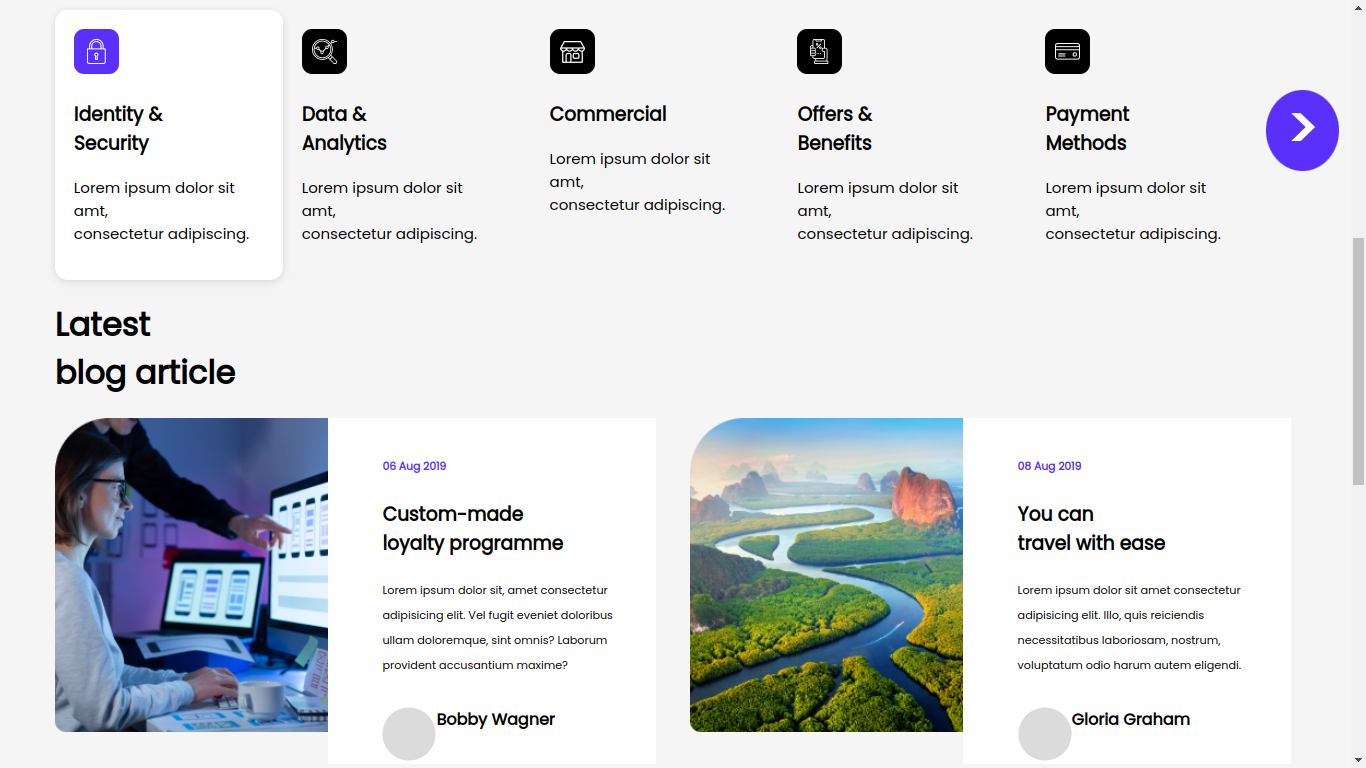 Identity &
Security
Lorem ipsum dolor sit
amt,
consectetur adipiscing.
Data &
Analytics
Lorem ipsum dolor sit
amt,
consectetur adipiscing.
Commercial
Lorem ipsum dolor sit
amt,
consectetur adipiscing.
Offers &
Benefits
Lorem ipsum dolor sit
amt,
consectetur adipiscing.
Payment
Methods
Lorem ipsum dolor sit
amt,
consectetur adipiscing.
Latest
blog article
06 Aug 2019
Custom-made
loyalty programme
Lorem ipsum dolor sit, amet consectetur
adipisicing elit. Vel fugit eveniet doloribus
ullam doloremque, sint omnis? Laborum
provident accusantium maxime?
Bobby Wagner
08 Aug 2019
You can
travel with ease
Lorem ipsum dolor sit amet consectetur
adipisicing elit. Illo, quis reiciendis
necessitatibus laboriosam, nostrum,
voluptatum odio harum autem eligendi.
Gloria Graham